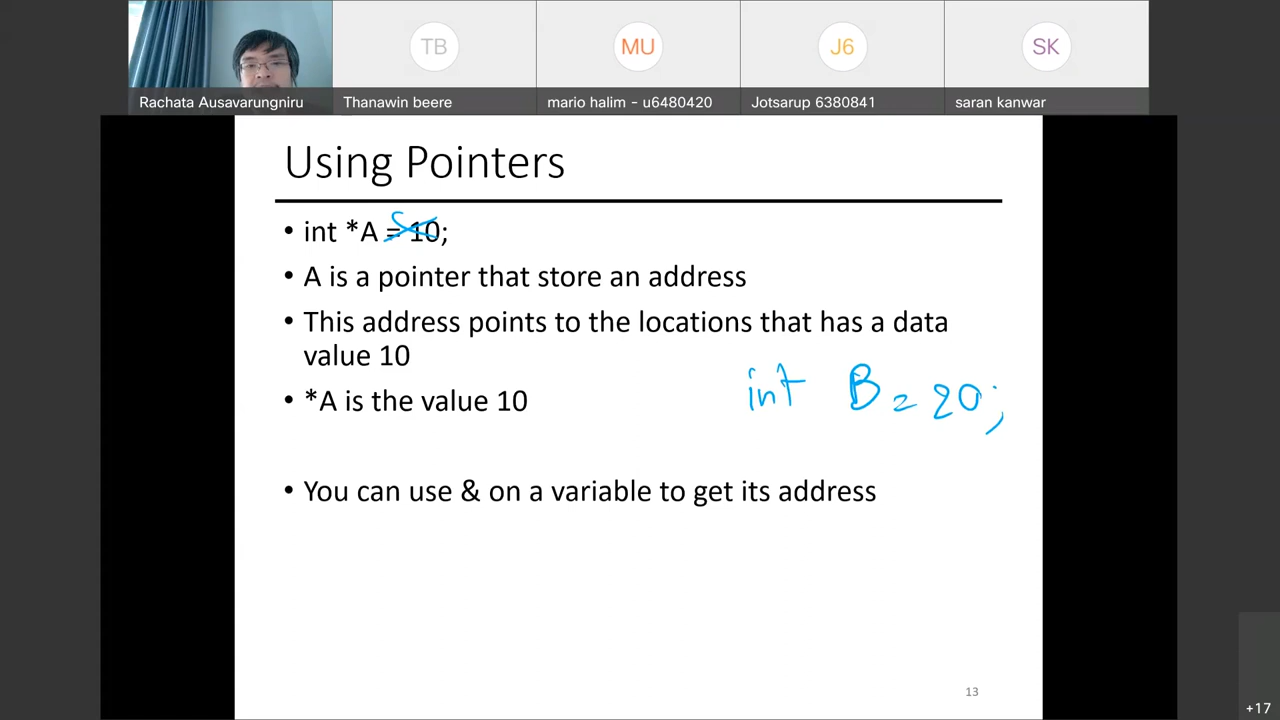 TB
MU
J6
SK
Rachata Ausavarungniru
Thanawin beere
mario halim - u6480420
Jotsarup 6380841
saran kanwar
Using Pointers
• int *A = 10;
• A is a pointer that store an address
• This address points to the locations that has a data
value 10
• *A is the value 10
int B = 20;
• You can use & on a variable to get its address
13
+17